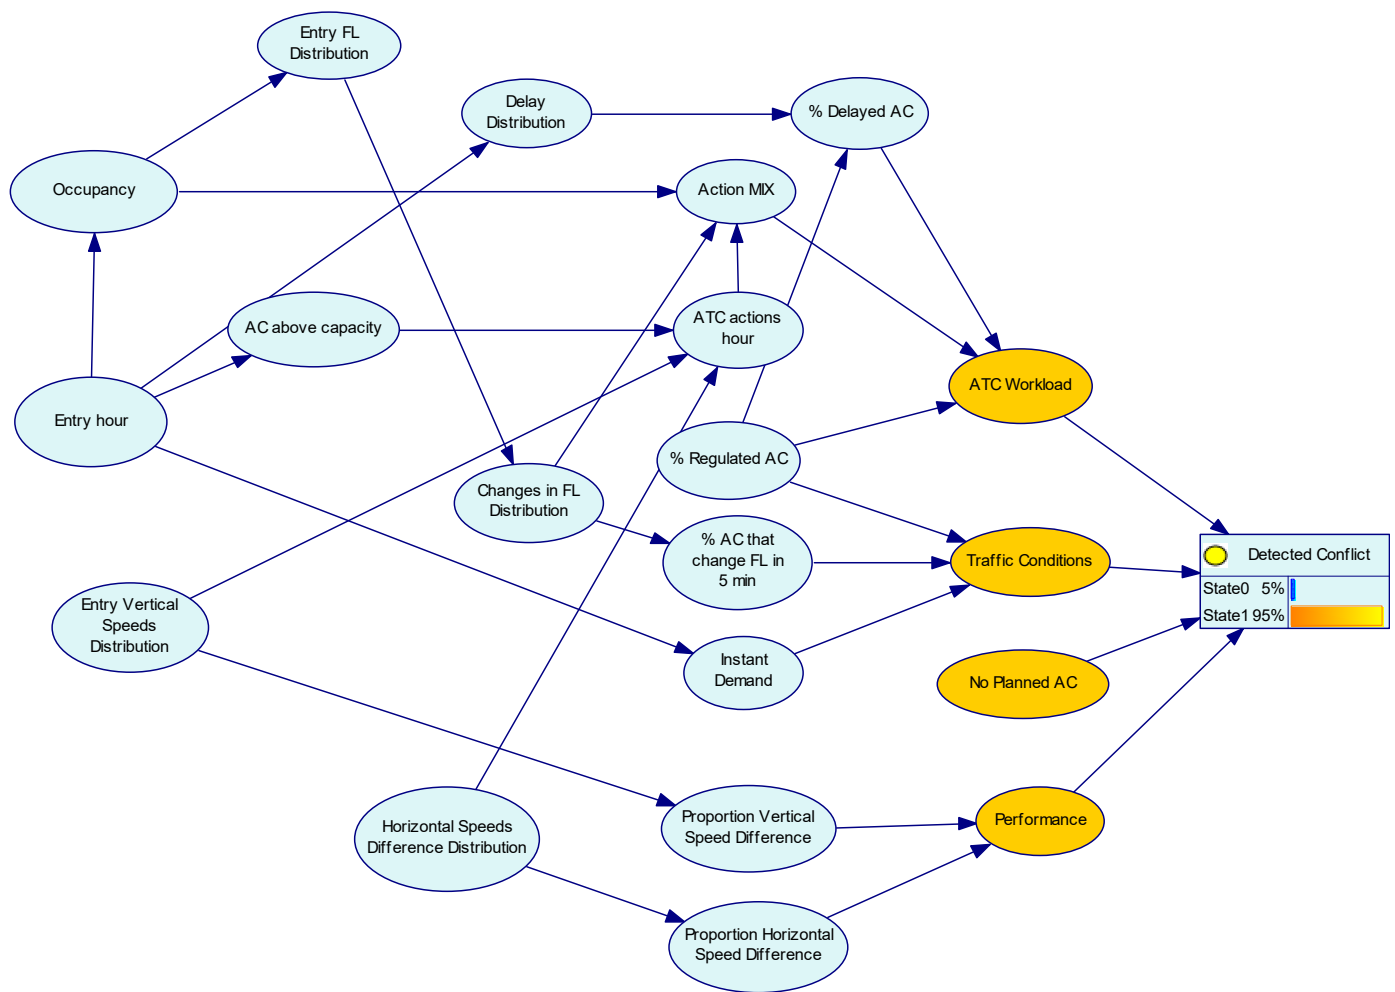 Entry FL
Distribution
Delay
Distribution
% Delayed AC
Occupancy
Action MIX
AC above capacity
ATC actions
hour
ATC Workload
Entry hour
% Regulated AC
Changes in FL
Distribution
% AC that
change FL in
5 min
Traffic Conditions
Detected Conflict
State0 5%
State1 95%
Entry Vertical
Speeds
Distribution
Instant
Demand
No Planned AC
Horizontal Speeds
Difference Distribution
Proportion Vertical
Speed Difference
Performance
Proportion Horizontal
Speed Difference